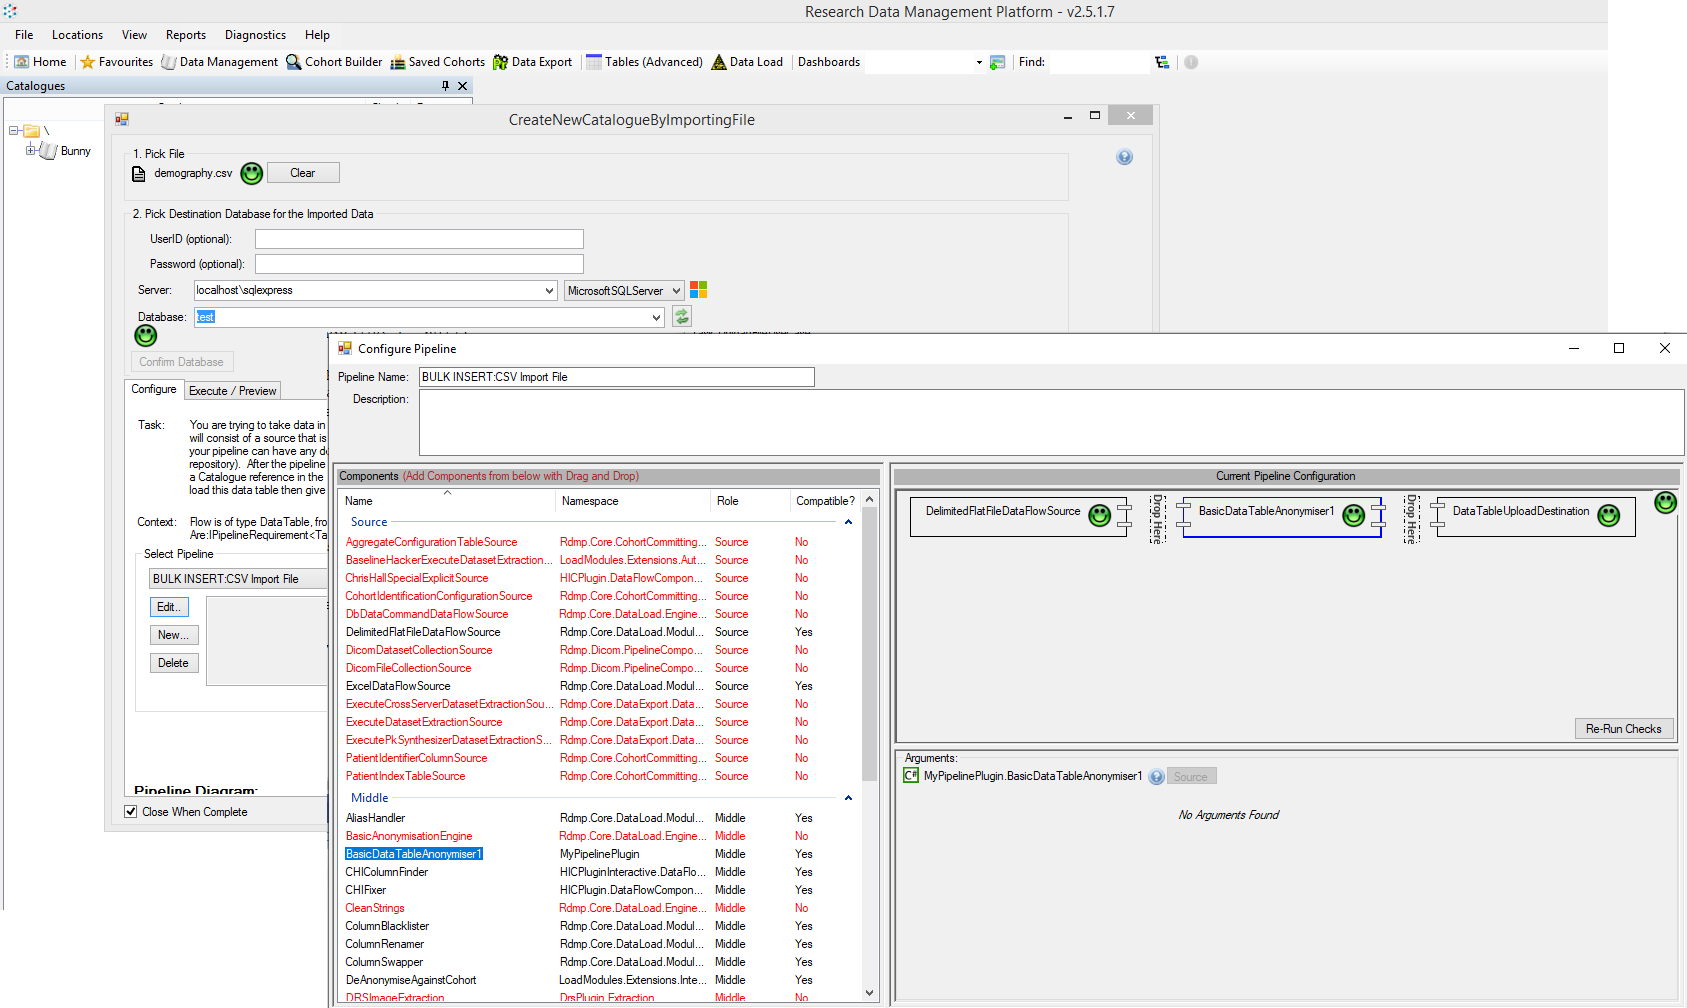 Research Data Management Platform - v2.5.1.7
File Locations View Reports Diagnostics Help
Home Favourites Data Management Cohort Builder Saved Cohorts Data Export Tables (Advanced) Data Load Dashboards Find:
Catalogues
\
Bunny
CreateNewCatalogueByImportingFile
1. Pick File
demography.csv Clear
2. Pick Destination Database for the Imported Data
UserID (optional):
Password (optional):
Server: localhost\sqlexpress MicrosoftSQLServer
Database: test
Confirm Database
Configure Execute / Preview
Task: You are trying to take data in
will consist of a source that is
your pipeline can have any do
repository). After the pipeline
a Catalogue reference in the
load this data table then give
Context: Flow is of type DataTable, fro
Are:IPipelineRequirement<Ta
Select Pipeline
BULK INSERT:CSV Import File
Edit..
New...
Delete
Pipeline Diagram:
Close When Complete
Configure Pipeline
Pipeline Name: BULK INSERT:CSV Import File
Description:
Components (Add Components from below with Drag and Drop)
Name Namespace Role Compatible?
Source
AggregateConfigurationTableSource Rdmp.Core.CohortCommitting... Source No
BaselineHackerExecuteDatasetExtraction... LoadModules.Extensions.Aut... Source No
ChrisHallSpecialExplicitSource HICPlugin.DataFlowCompon... Source No
CohortIdentificationConfigurationSource Rdmp.Core.CohortCommitting... Source No
DbDataCommandDataFlowSource Rdmp.Core.DataLoad.Engine... Source No
DelimitedFlatFileDataFlowSource Rdmp.Core.DataLoad.Modul... Source Yes
DicomDatasetCollectionSource Rdmp.Dicom.PipelineCompo... Source No
DicomFileCollectionSource Rdmp.Dicom.PipelineCompo... Source No
ExcelDataFlowSource Rdmp.Core.DataLoad.Modul... Source Yes
ExecuteCrossServerDatasetExtractionSou... Rdmp.Core.DataExport.Data... Source No
ExecuteDatasetExtractionSource Rdmp.Core.DataExport.Data... Source No
ExecutePkSynthesizerDatasetExtractionS... Rdmp.Core.DataExport.Data... Source No
PatientIdentifierColumnSource Rdmp.Core.CohortCommitting... Source No
PatientIndexTableSource Rdmp.Core.CohortCommitting... Source No
Middle
AliasHandler Rdmp.Core.DataLoad.Modul... Middle Yes
BasicAnonymisationEngine Rdmp.Core.DataLoad.Engine... Middle No
BasicDataTableAnonymiser1 MyPipelinePlugin Middle Yes
CHIColumnFinder HICPluginInteractive.DataFlo... Middle Yes
CHIFixer HICPlugin.DataFlowCompon... Middle Yes
CleanStrings Rdmp.Core.DataLoad.Engine... Middle No
ColumnBlacklister Rdmp.Core.DataLoad.Modul... Middle Yes
ColumnRenamer Rdmp.Core.DataLoad.Modul... Middle Yes
ColumnSwapper Rdmp.Core.DataLoad.Modul... Middle Yes
DeAnonymiseAgainstCohort LoadModules.Extensions.Inte... Middle Yes
DRSImageExtraction DrsPlugin.Extraction Middle No
Current Pipeline Configuration
DelimitedFlatFileDataFlowSource Drop Here BasicDataTableAnonymiser1 Drop Here DataTableUploadDestination
Re-Run Checks
Arguments:
C# MyPipelinePlugin.BasicDataTableAnonymiser1 Source
No Arguments Found